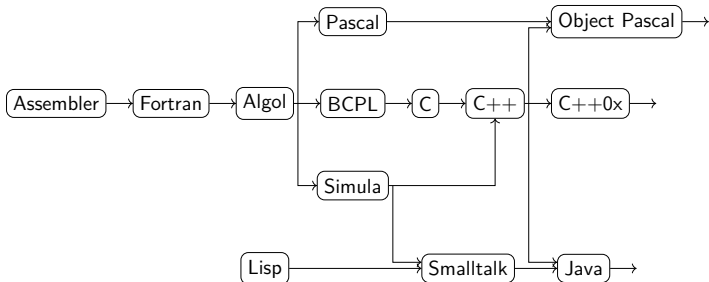 Pascal
Object Pascal
Assembler
Fortran
Algol
BCPL
C
C++
C++0x
Simula
Lisp
Smalltalk
Java